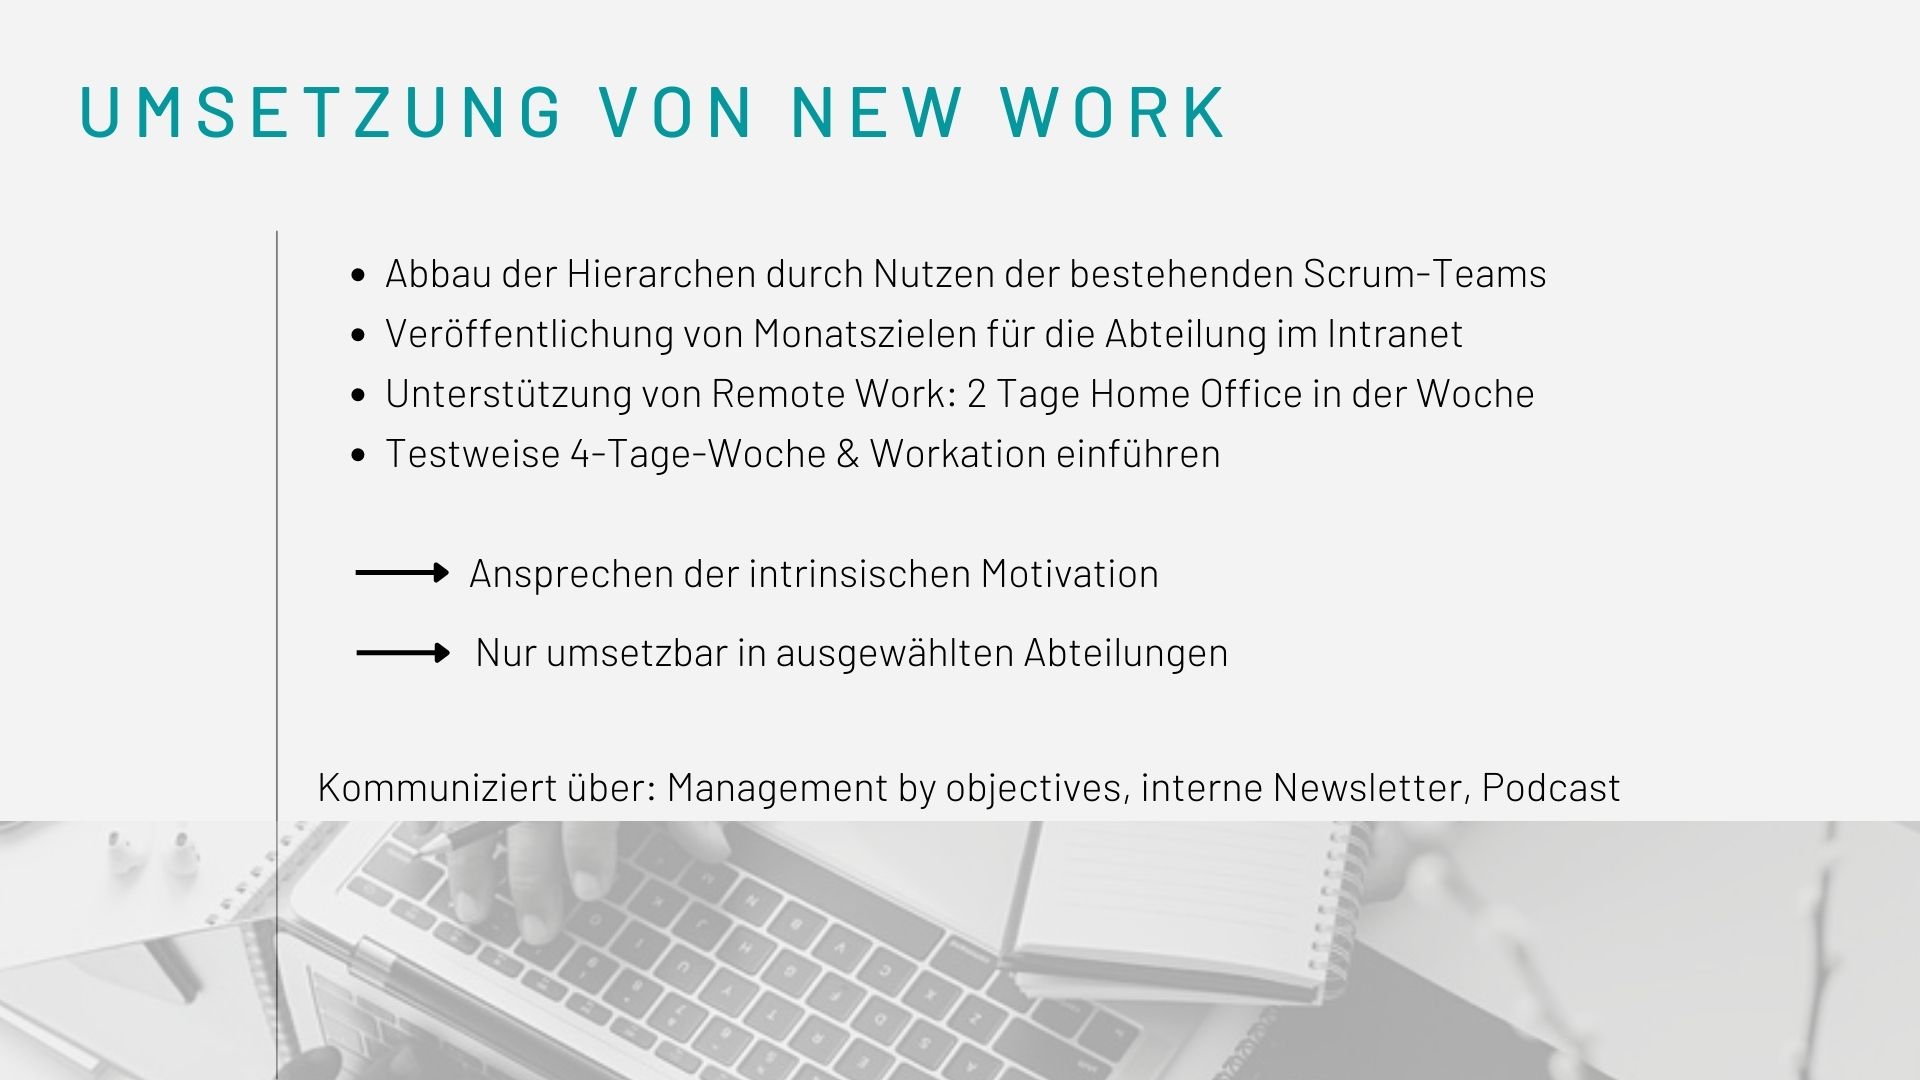 UMSETZUNG VON NEW WORK
Abbau der Hierarchen durch Nutzen der bestehenden Scrum-Teams
Veröffentlichung von Monatszielen für die Abteilung im Intranet
Unterstützung von Remote Work: 2 Tage Home Office in der Woche
Testweise 4-Tage-Woche & Workation einführen
Ansprechen der intrinsischen Motivation
Nur umsetzbar in ausgewählten Abteilungen
Kommuniziert über: Management by objectives, interne Newsletter, Podcast